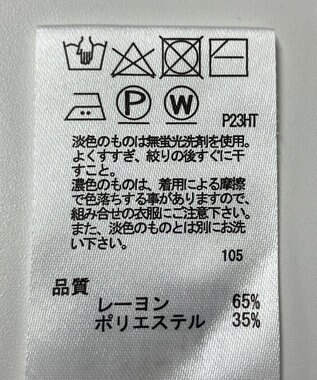 P W P23HT
淡色のものは無蛍光洗剤を使用。
よくすすぎ、絞りの後すぐに干
すこと。
濃色のものは、着用による摩擦
で色落ちする事がありますので、
組み合せの衣服にご注意下さい。
また、淡色のものとは別にお洗
い下さい。
105
品質
レーヨン 65%
ポリエステル 35%